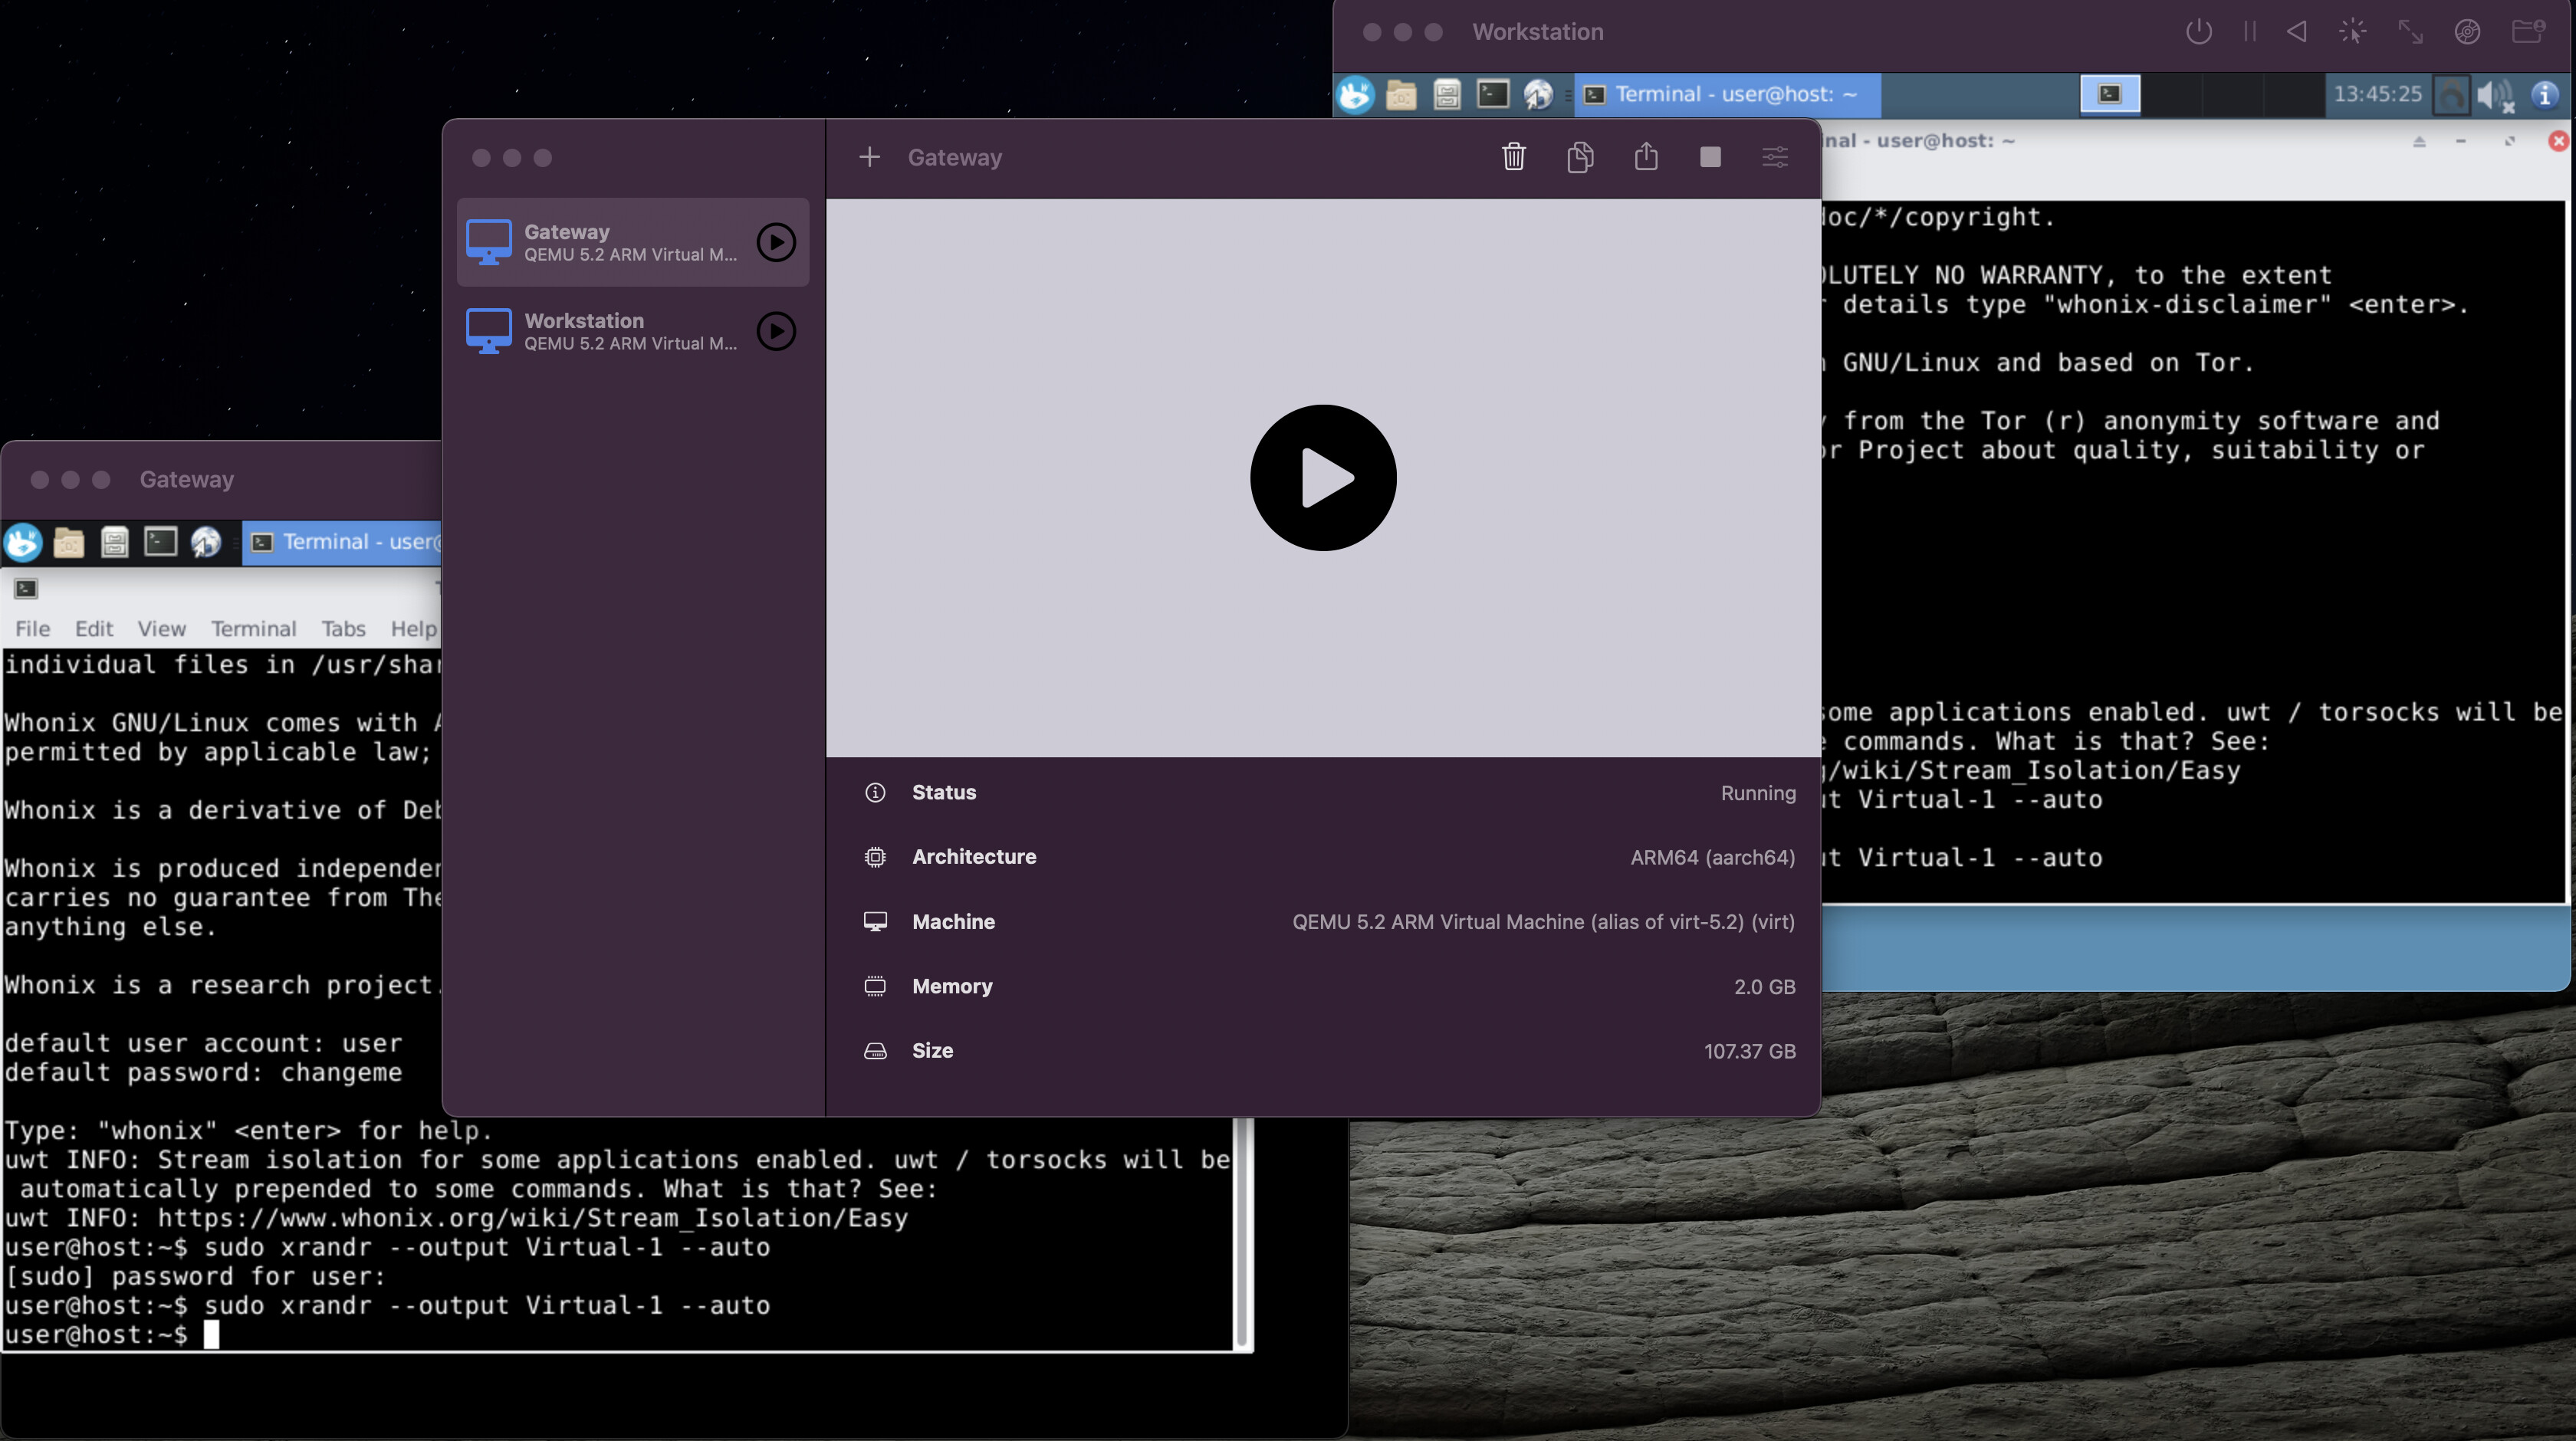 Workstation
Terminal - user@host: ~
13:45:25
nal - user@host: ~
doc/*/copyright.
OLUTELY NO WARRANTY, to the extent
r details type "whonix-disclaimer" <enter>.
GNU/Linux and based on Tor.
y from the Tor (r) anonymity software and
or Project about quality, suitability or
some applications enabled. uwt / torsocks will be
e commands. What is that? See:
g/wiki/Stream_Isolation/Easy
ut Virtual-1 --auto
ut Virtual-1 --auto
Gateway
Gateway
QEMU 5.2 ARM Virtual M...
Workstation
QEMU 5.2 ARM Virtual M...
Status
Running
Architecture
ARM64 (aarch64)
Machine
QEMU 5.2 ARM Virtual Machine (alias of virt-5.2) (virt)
Memory
2.0 GB
Size
107.37 GB
Gateway
Terminal - user@
File Edit View Terminal Tabs Help
individual files in /usr/shar
Whonix GNU/Linux comes with A
permitted by applicable law;
Whonix is a derivative of Deb
Whonix is produced independen
carries no guarantee from The
anything else.
Whonix is a research project.
default user account: user
default password: changeme
Type: "whonix" <enter> for help.
uwt INFO: Stream isolation for some applications enabled. uwt / torsocks will be
automatically prepended to some commands. What is that? See:
uwt INFO: https://www.whonix.org/wiki/Stream_Isolation/Easy
user@host:~$ sudo xrandr --output Virtual-1 --auto
[sudo] password for user:
user@host:~$ sudo xrandr --output Virtual-1 --auto
user@host:~$